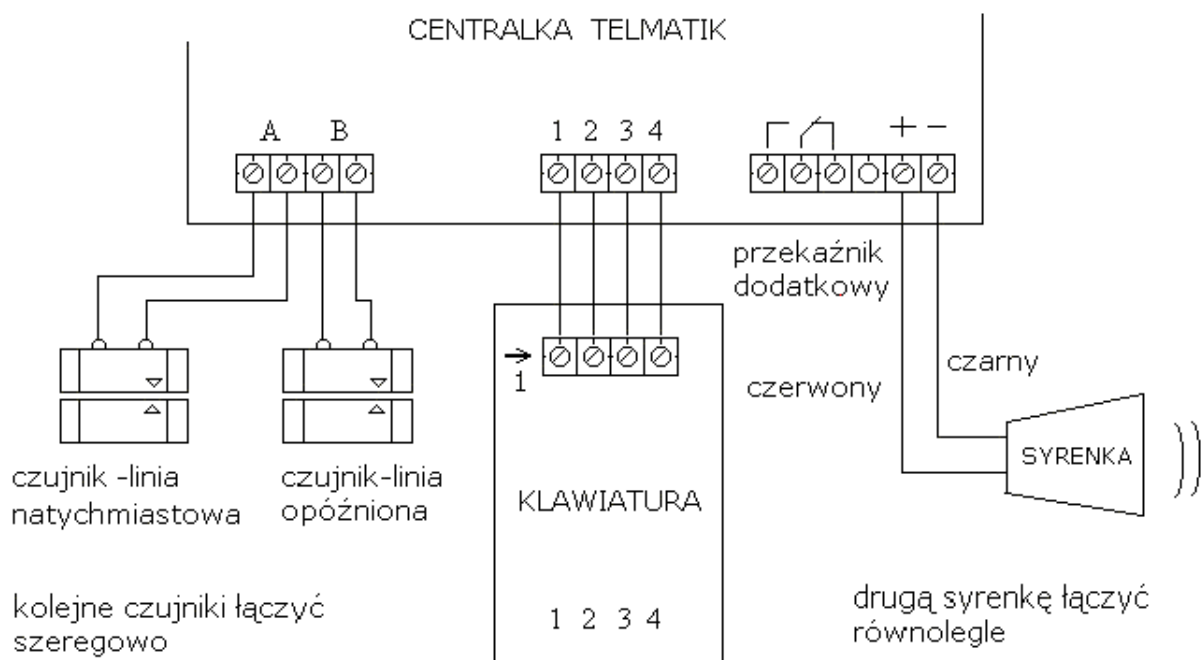 CENTRALKA TELMATIK
A B
1 2 3 4
+ -
przekaźnik
dodatkowy
1
czerwony
czarny
SYRENKA
czujnik -linia
natychmiastowa
czujnik-linia
opóźniona
KLAWIATURA
1 2 3 4
kolejne czujniki łączyć
szeregowo
drugą syrenkę łączyć
równolegle